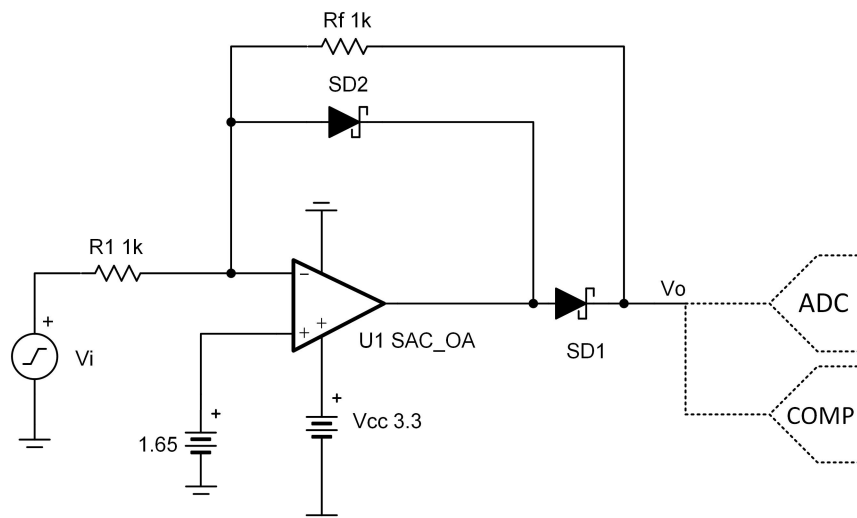 Rf 1k
SD2
R1 1k
−
+
+
U1 SAC_OA
Vo
ADC
SD1
+
Vi
+
1.65
+
Vcc 3.3
COMP